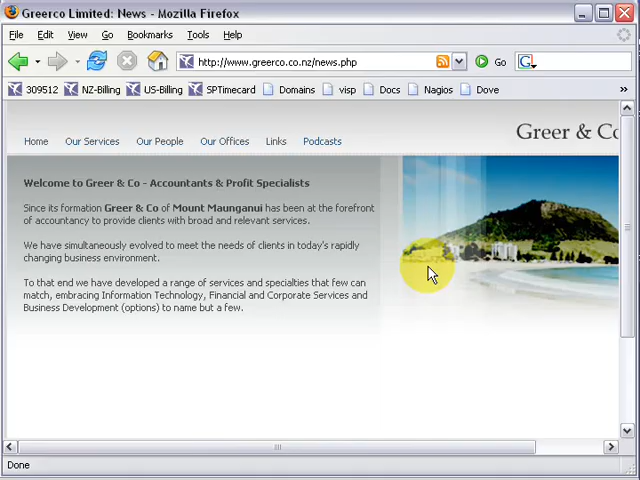 Greerco Limited: News - Mozilla Firefox
File Edit View Go Bookmarks Tools Help
http://www.greerco.co.nz/news.php Go G
309512 NZ-Billing US-Billing SPTimecard Domains visp Docs Nagios Dove »
Greer & Co
Home Our Services Our People Our Offices Links Podcasts
Welcome to Greer & Co - Accountants & Profit Specialists
Since its formation Greer & Co of Mount Maunganui has been at the forefront
of accountancy to provide clients with broad and relevant services.
We have simultaneously evolved to meet the needs of clients in today's rapidly
changing business environment.
To that end we have developed a range of services and specialties that few can
match, embracing Information Technology, Financial and Corporate Services and
Business Development (options) to name but a few.
Done